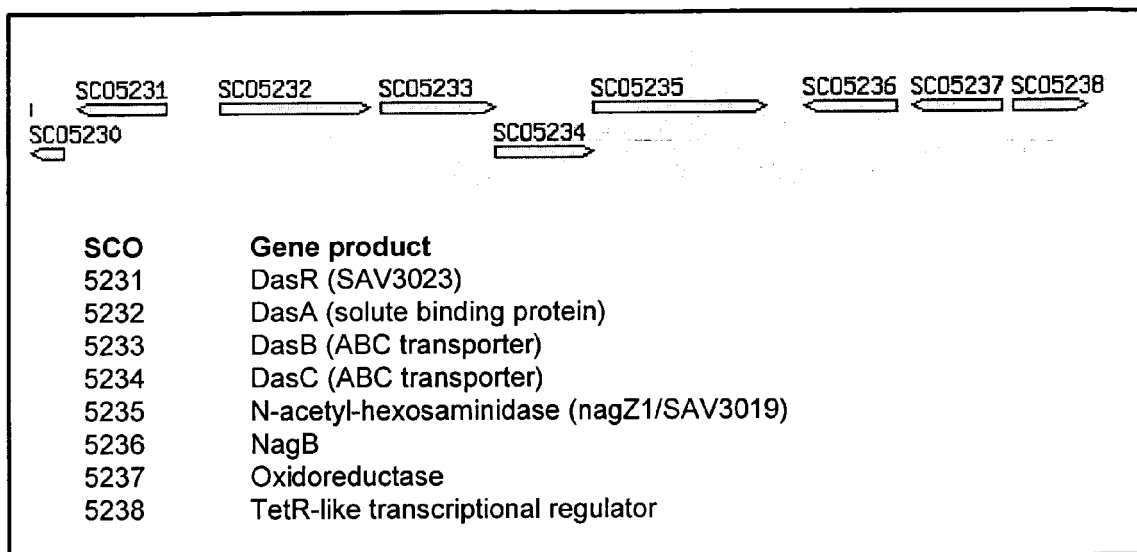 SCO5231 SCO5232 SCO5233 SCO5235 SCO5236 SCO5237 SCO5238
SCO5230 SCO5234
SCO Gene product
5231 DasR (SAV3023)
5232 DasA (solute binding protein)
5233 DasB (ABC transporter)
5234 DasC (ABC transporter)
5235 N-acetyl-hexosaminidase (nagZ1/SAV3019)
5236 NagB
5237 Oxidoreductase
5238 TetR-like transcriptional regulator